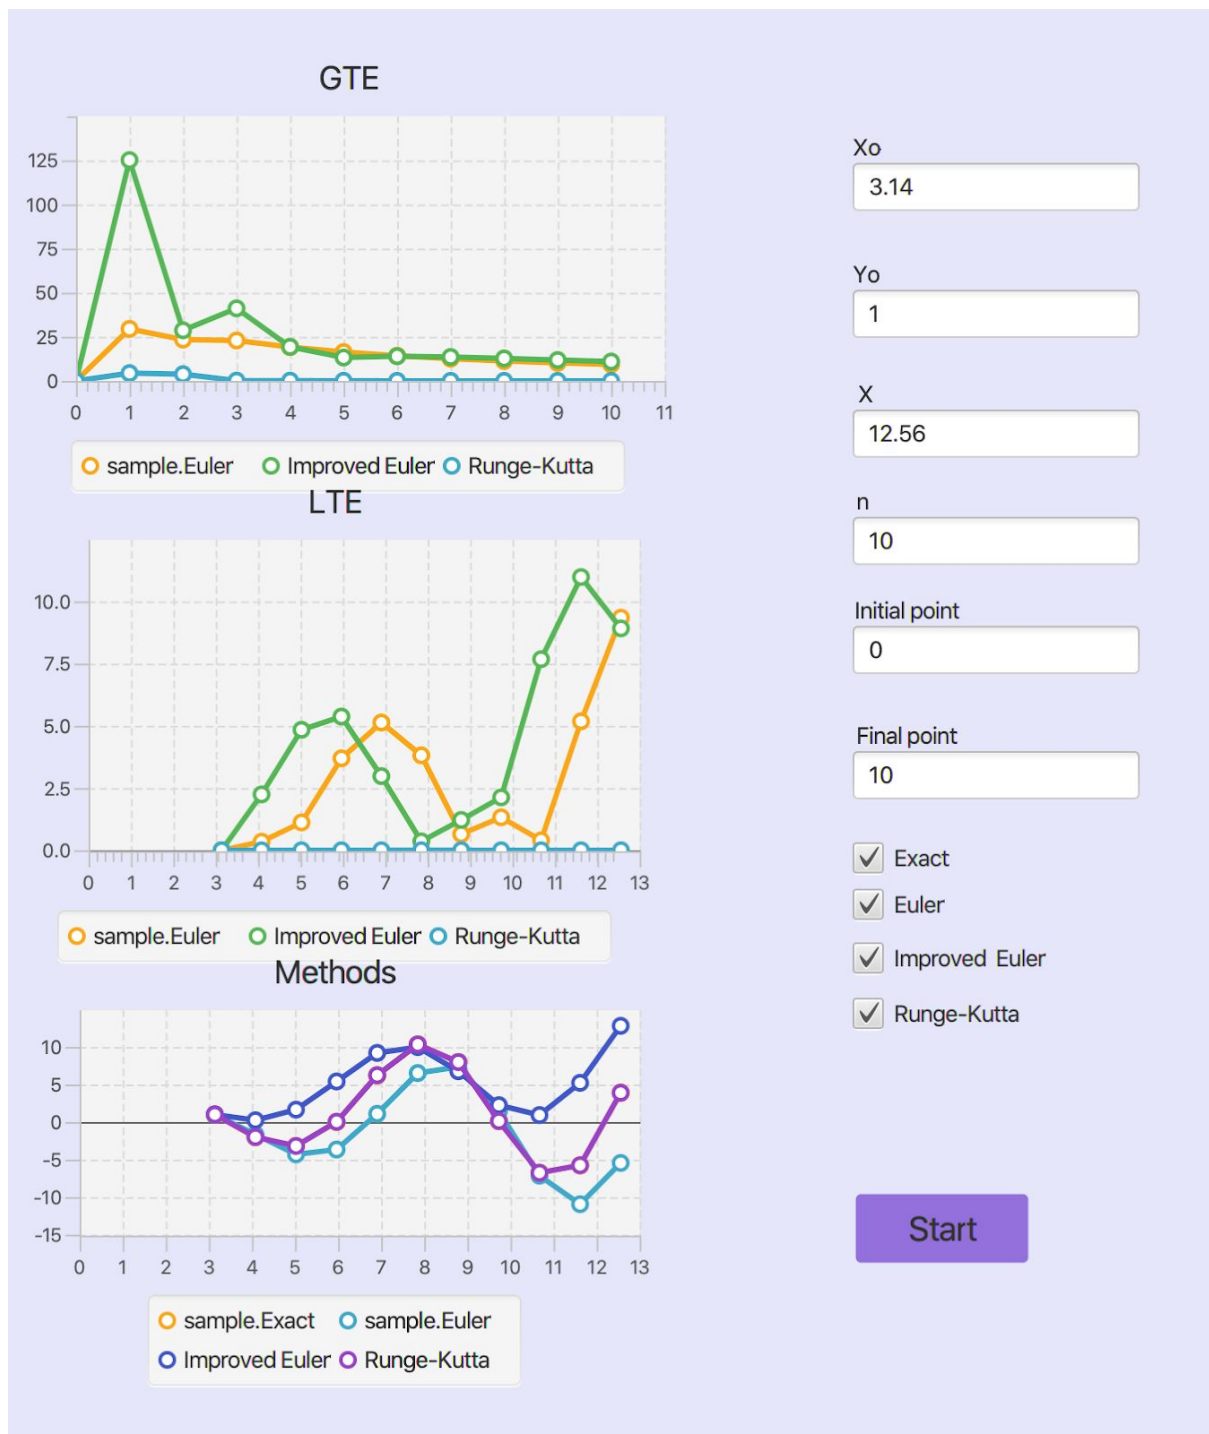 GTE
125
100
75
50
25
0
0 1 2 3 4 5 6 7 8 9 10 11
sample.Euler Improved Euler Runge-Kutta
LTE
10.0
7.5
5.0
2.5
0.0
0 1 2 3 4 5 6 7 8 9 10 11 12 13
sample.Euler Improved Euler Runge-Kutta
Methods
10
5
0
-5
-10
-15
0 1 2 3 4 5 6 7 8 9 10 11 12 13
sample.Exact sample.Euler
Improved Euler Runge-Kutta
Xo
3.14
Yo
1
X
12.56
n
10
Initial point
0
Final point
10
Exact
Euler
Improved Euler
Runge-Kutta
Start